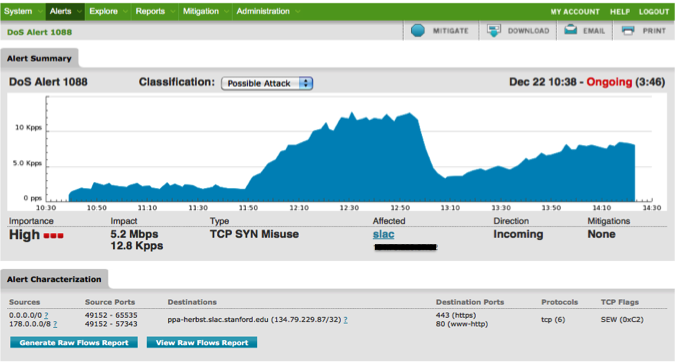 System Alerts Explore Reports Mitigation Administration MY ACCOUNT HELP LOGOUT
DoS Alert 1088 MITIGATE DOWNLOAD EMAIL PRINT
Alert Summary
DoS Alert 1088 Classification: Possible Attack Dec 22 10:38 - Ongoing (3:46)
10 Kpps
5.0 Kpps
0 pps
10:30 10:50 11:10 11:30 11:50 12:10 12:30 12:50 13:10 13:30 13:50 14:10 14:30
Importance Impact Type Affected Direction Mitigations
High 5.2 Mbps TCP SYN Misuse slac Incoming None
12.8 Kpps
Alert Characterization
Sources Source Ports Destinations Destination Ports Protocols TCP Flags
0.0.0.0/0 ? 49152 - 65535 ppa-herbst.slac.stanford.edu (134.79.229.87/32) ? 443 (https) tcp (6) SEW (0xC2)
178.0.0.0/8 ? 49152 - 57343 80 (www-http)
Generate Raw Flows Report View Raw Flows Report